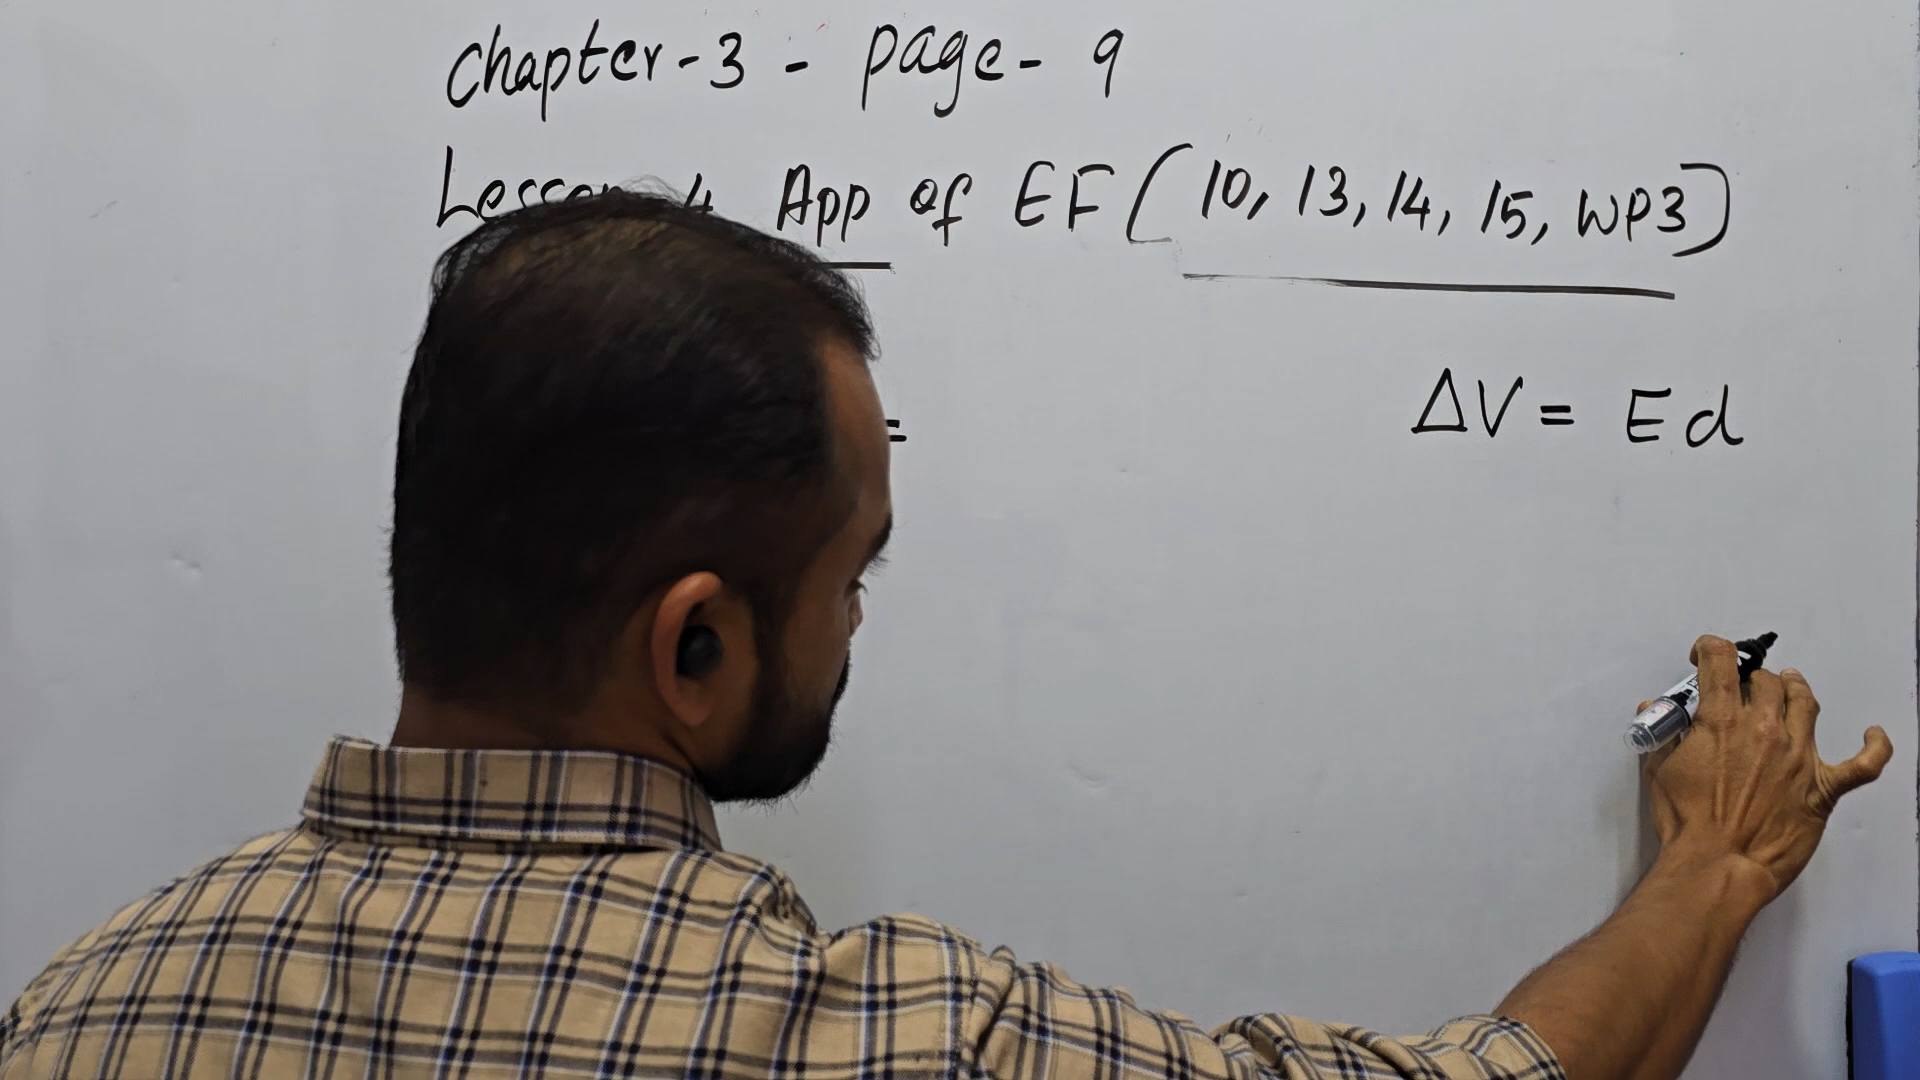 Chapter-3 - page- 9
Lesson 4 App of EF (10, 13, 14, 15, WP3)
= ΔV = Ed